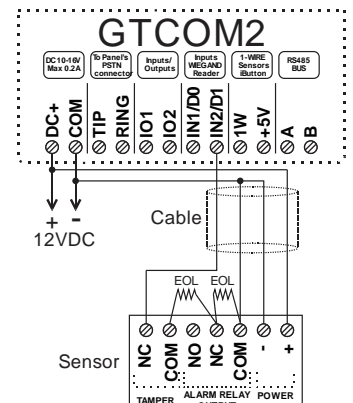 GTCOM2
DC10-16V
Max 0.2A
To Panel's
PSTN
connector
Inputs/
Outputs
Inputs
WIEGAND
Reader
1-WIRE
Sensors
iButton
RS485
BUS
DC+
COM
TIP
RING
IO1
IO2
IN1/D0
IN2/D1
1W
+5V
A
B
+ -
12VDC
Cable
EOL EOL
Sensor
NC
COM
NO
NC
COM
-
+
TAMPER
ALARM RELAY
OUTPUT
POWER